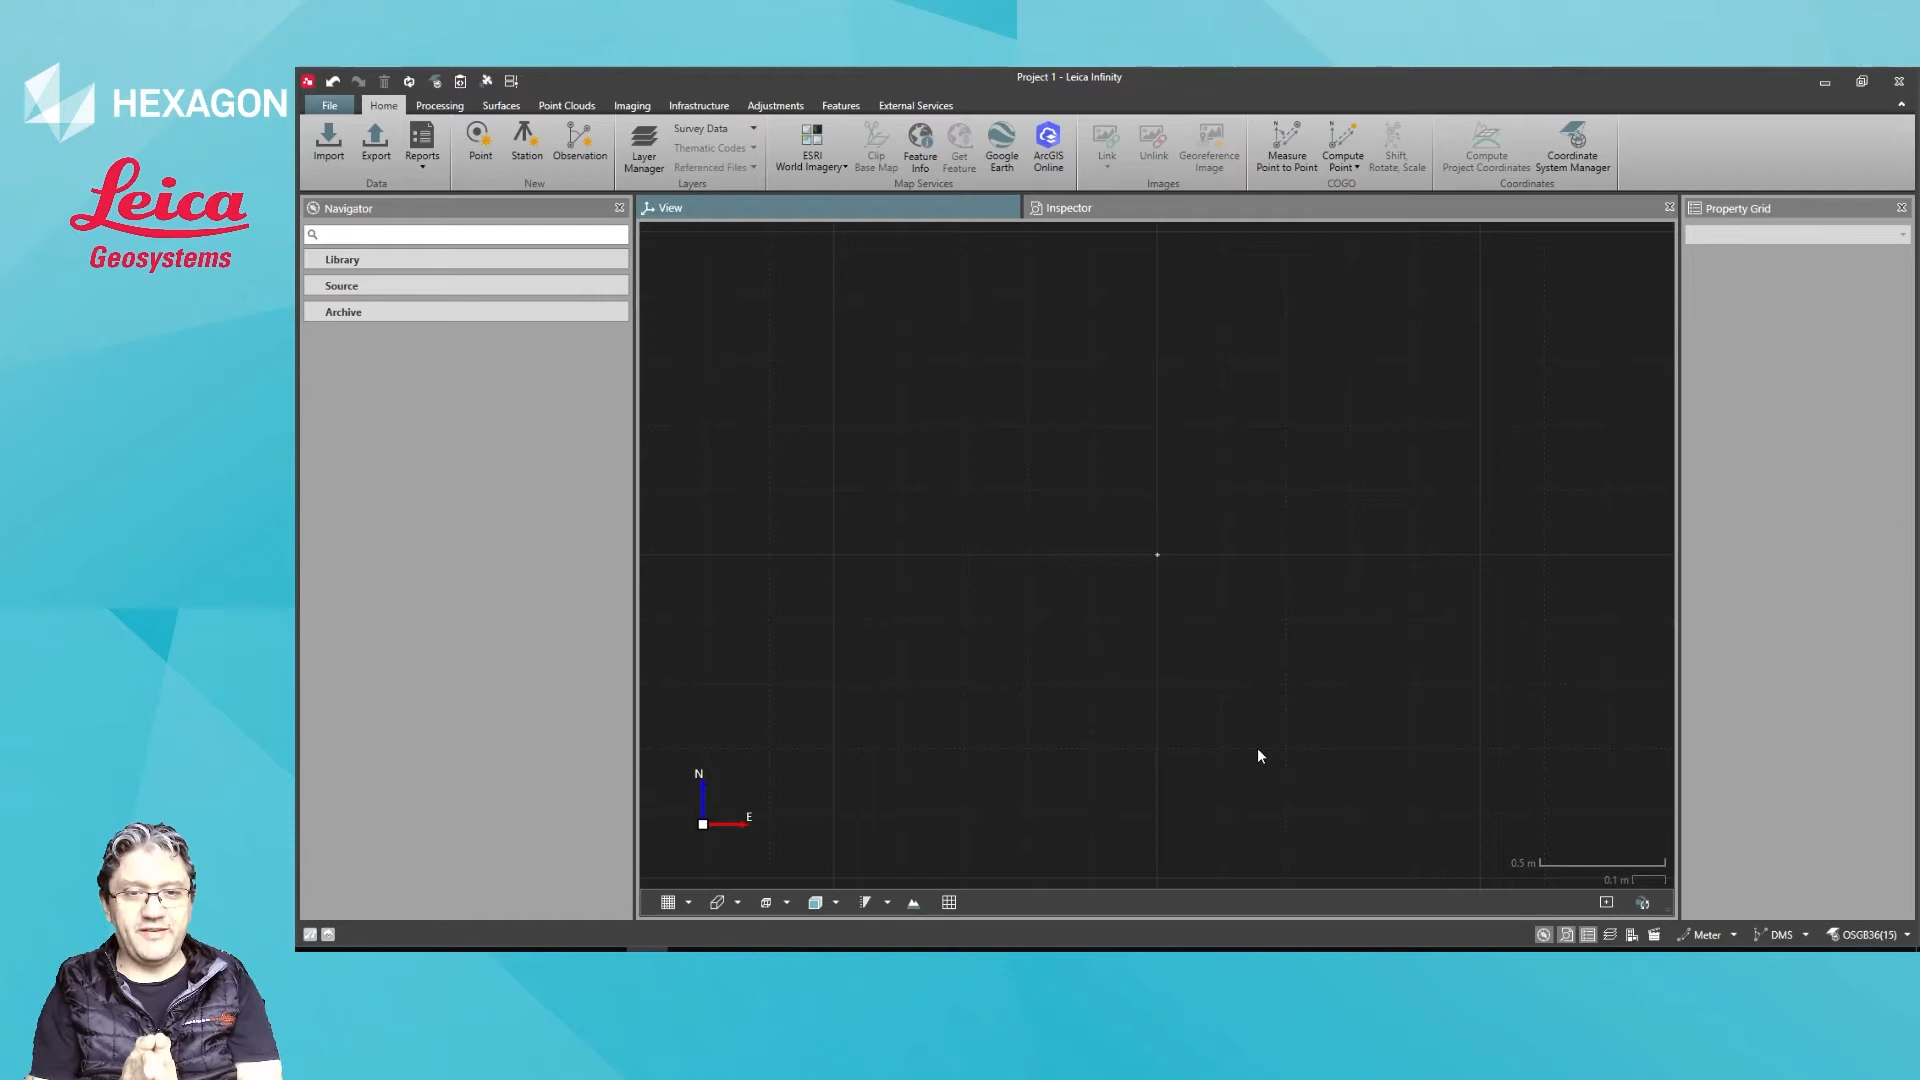 HEXAGON
Leica
Geosystems
Project 1 - Leica Infinity
File Home Processing Surfaces Point Clouds Imaging Infrastructure Adjustments Features External Services
Import Export Reports
Data
Point Station Observation
New
Layer Manager
Survey Data
Thematic Codes
Referenced Files
Layers
ESRI World Imagery
Clip Base Map
Feature Info
Get Feature
Google Earth
ArcGIS Online
Map Services
Link Unlink Georeference Image
Images
Measure Point to Point
Compute Point
Shift, Rotate, Scale
COGO
Compute Project Coordinates
Coordinate System Manager
Coordinates
Navigator
View
Inspector
Property Grid
Library
Source
Archive
N
E
0.5 m
0.1 m
Meter DMS OSGB36(15)